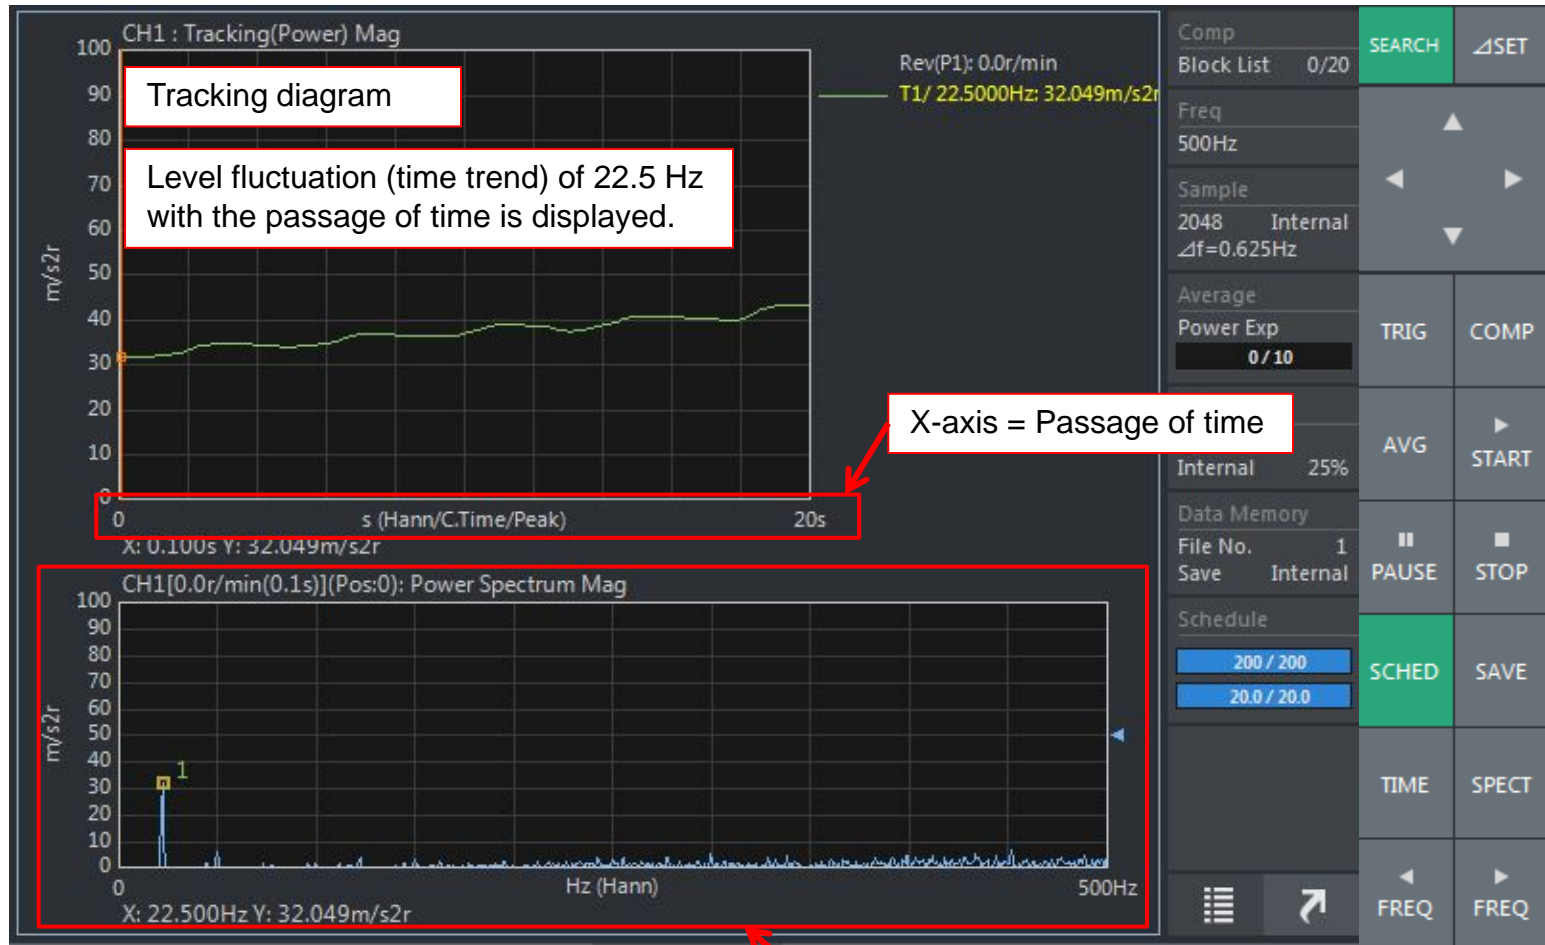 CH1 : Tracking(Power) Mag
100
90
80
70
60
50
40
30
20
10
0
m/s2r
Tracking diagram
Level fluctuation (time trend) of 22.5 Hz
with the passage of time is displayed.
Rev(P1): 0.0r/min
T1/ 22.5000Hz: 32.049m/s2r
X-axis = Passage of time
0
s (Hann/C.Time/Peak)
20s
X: 0.100s Y: 32.049m/s2r
CH1[0.0r/min(0.1s)](Pos:0): Power Spectrum Mag
100
90
80
70
60
50
40
30
20
10
0
m/s2r
1
0
Hz (Hann)
500Hz
X: 22.500Hz Y: 32.049m/s2r
Comp
Block List 0/20
Freq
500Hz
Sample
2048 Internal
⊿f=0.625Hz
Average
Power Exp
0 / 10
Internal 25%
Data Memory
File No. 1
Save Internal
Schedule
200 / 200
20.0 / 20.0
SEARCH ⊿SET
TRIG COMP
AVG START
PAUSE STOP
SCHED SAVE
TIME SPECT
FREQ FREQ